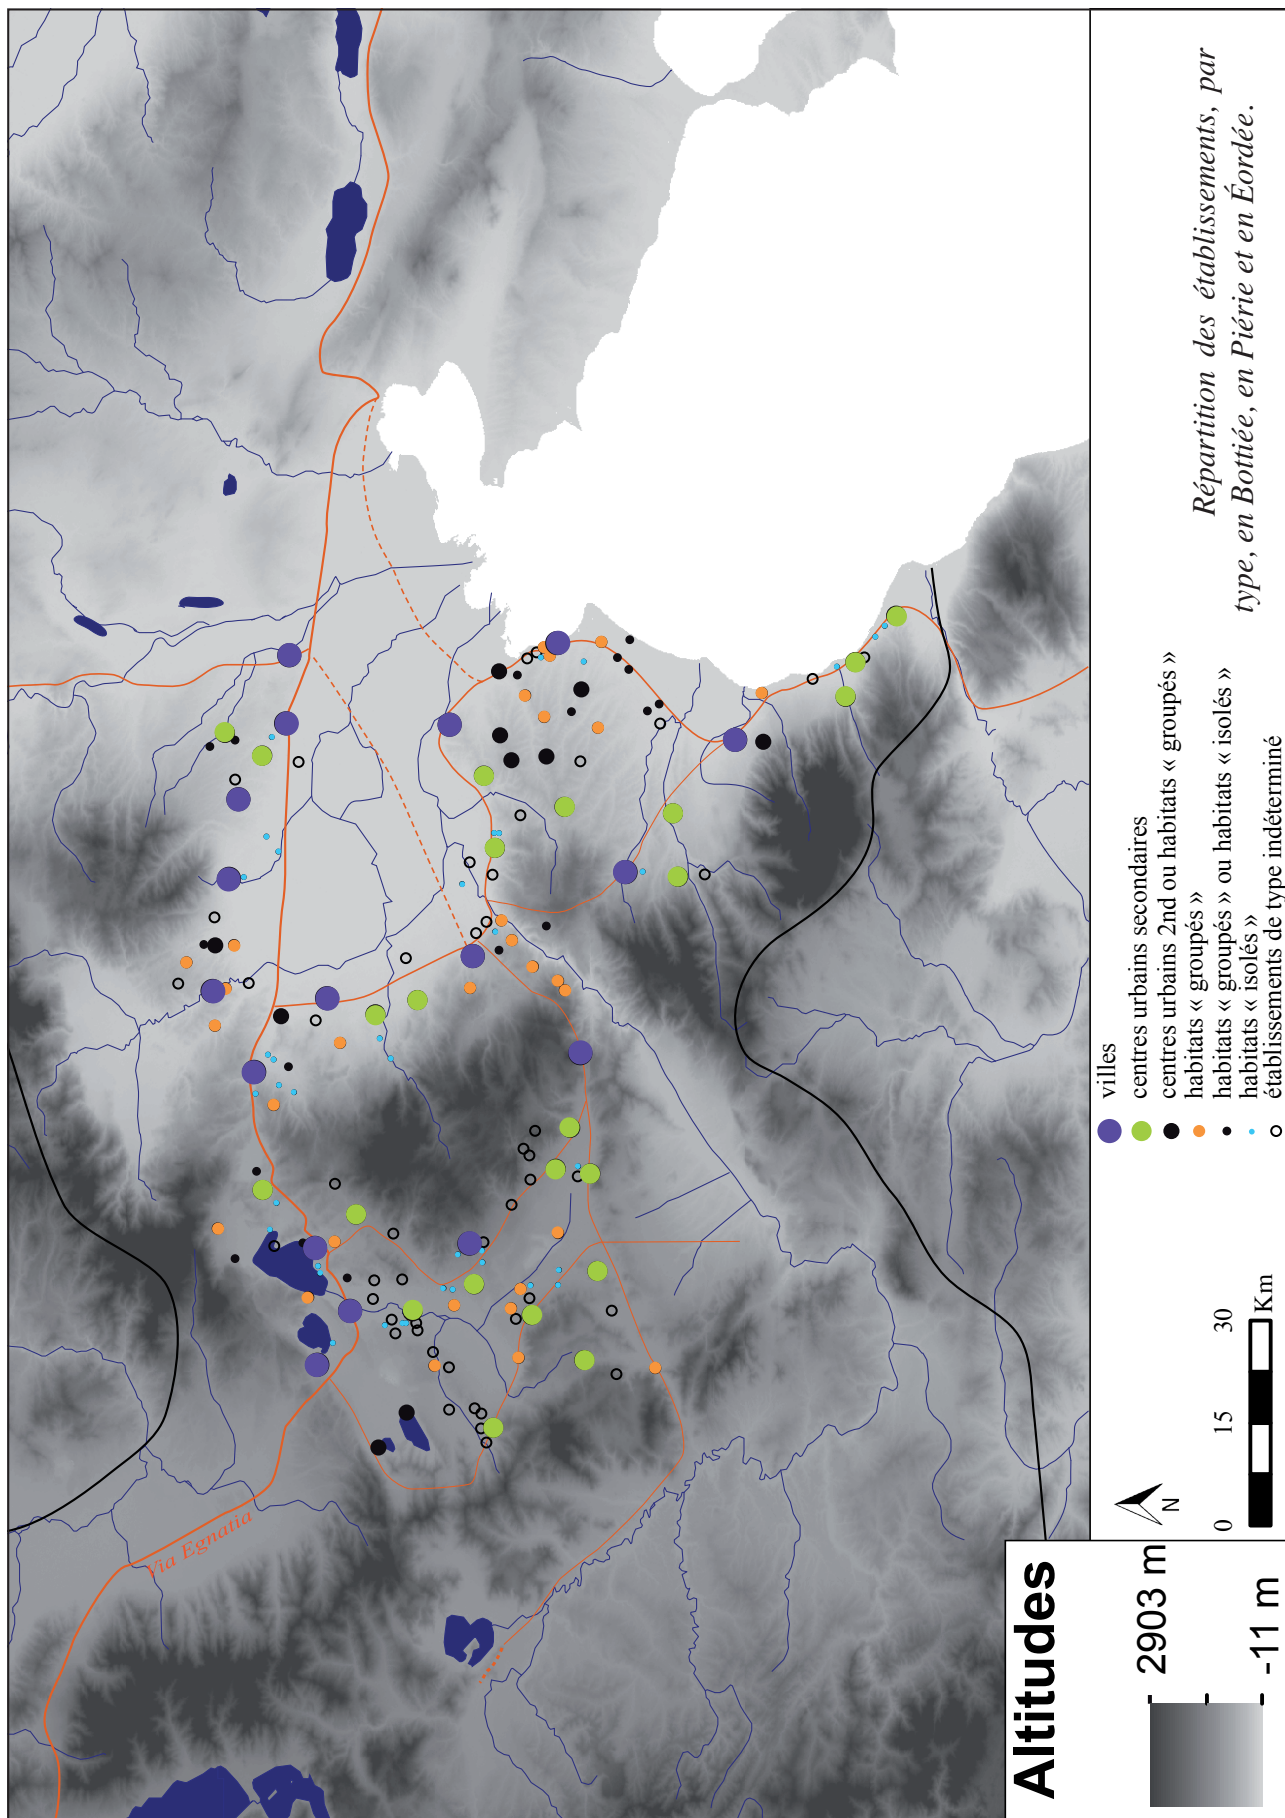 Via Egnatia
Altitudes
2903 m
-11 m
N
0 15 30
Km
villes
centres urbains secondaires
centres urbains 2nd ou habitats « groupés »
habitats « groupés »
habitats « groupés » ou habitats « isolés »
habitats « isolés »
établissements de type indéterminé
Répartition des établissements, par
type, en Bottiée, en Piérie et en Éordée.